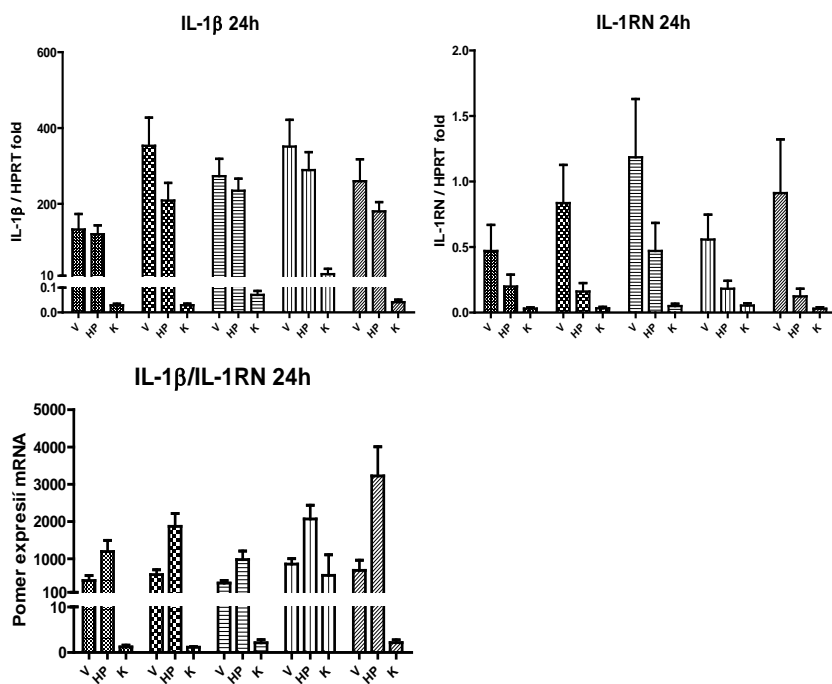 IL-1β 24h
IL-1β / HPRT fold
600
400
200
10
0.1
0.0
V HP K V HP K V HP K V HP K V HP K
IL-1RN 24h
IL-1RN / HPRT fold
2.0
1.5
1.0
0.5
0.0
V HP K V HP K V HP K V HP K V HP K
IL-1β/IL-1RN 24h
Pomer expresií mRNA
5000
4000
3000
2000
1000
100
10
0
V HP K V HP K V HP K V HP K V HP K